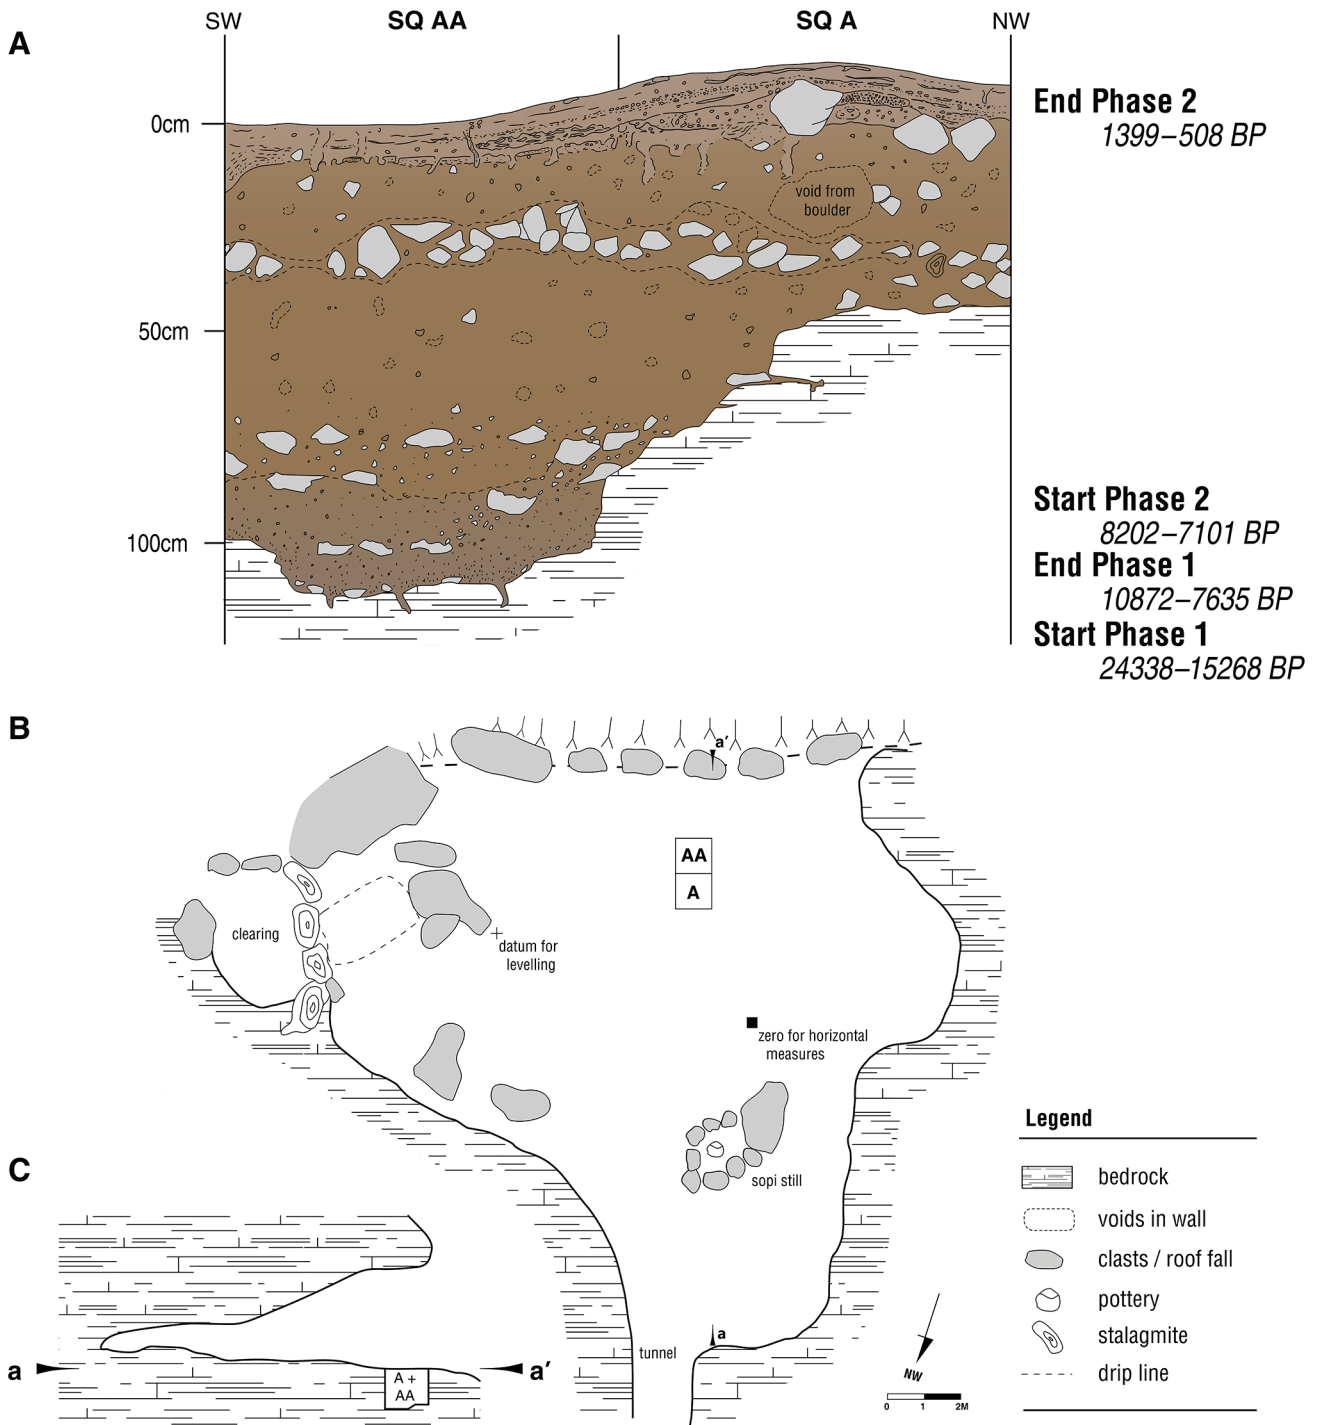 A
SW
SQ AA
SQ A
NW
0cm
50cm
100cm
void from
boulder
End Phase 2
1399–508 BP
Start Phase 2
8202–7101 BP
End Phase 1
10872–7635 BP
Start Phase 1
24338–15268 BP
B
a′
AA
A
clearing
datum for
levelling
zero for horizontal
measures
sopi still
tunnel
a
NW
0 1 2M
C
a
a′
A +
AA
Legend
bedrock
voids in wall
clasts / roof fall
pottery
stalagmite
drip line